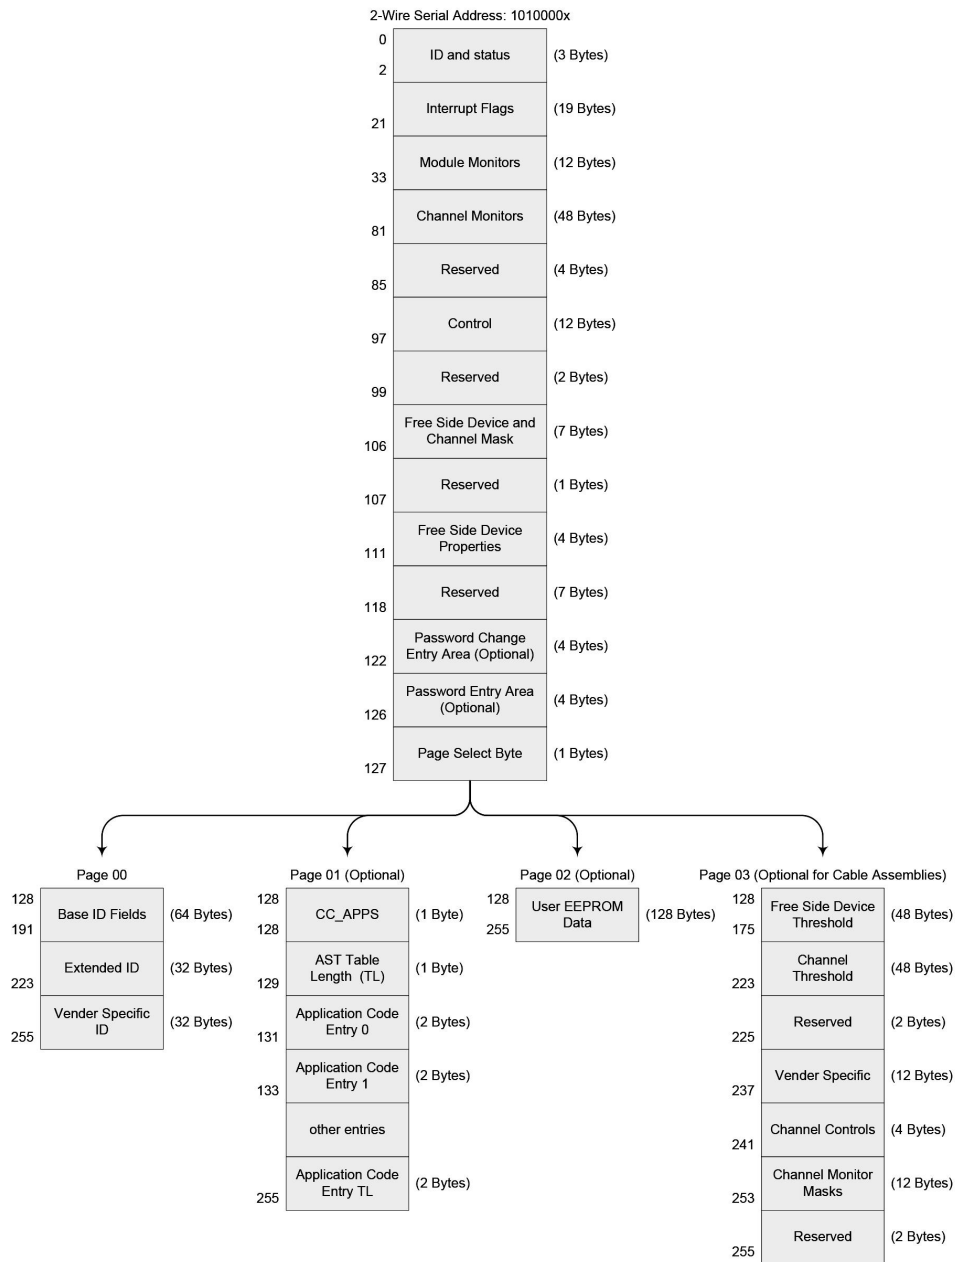 2-Wire Serial Address: 1010000x
0
2
ID and status
(3 Bytes)
21
Interrupt Flags
(19 Bytes)
33
Module Monitors
(12 Bytes)
81
Channel Monitors
(48 Bytes)
85
Reserved
(4 Bytes)
97
Control
(12 Bytes)
99
Reserved
(2 Bytes)
106
Free Side Device and
Channel Mask
(7 Bytes)
107
Reserved
(1 Bytes)
111
Free Side Device
Properties
(4 Bytes)
118
Reserved
(7 Bytes)
122
Password Change
Entry Area (Optional)
(4 Bytes)
126
Password Entry Area
(Optional)
(4 Bytes)
127
Page Select Byte
(1 Bytes)
Page 00
128
191
Base ID Fields
(64 Bytes)
223
Extended ID
(32 Bytes)
255
Vender Specific
ID
(32 Bytes)
Page 01 (Optional)
128
128
CC_APPS
(1 Byte)
129
AST Table
Length (TL)
(1 Byte)
131
Application Code
Entry 0
(2 Bytes)
133
Application Code
Entry 1
(2 Bytes)
other entries
255
Application Code
Entry TL
(2 Bytes)
Page 02 (Optional)
128
255
User EEPROM
Data
(128 Bytes)
Page 03 (Optional for Cable Assemblies)
128
175
Free Side Device
Threshold
(48 Bytes)
223
Channel
Threshold
(48 Bytes)
225
Reserved
(2 Bytes)
237
Vender Specific
(12 Bytes)
241
Channel Controls
(4 Bytes)
253
Channel Monitor
Masks
(12 Bytes)
255
Reserved
(2 Bytes)